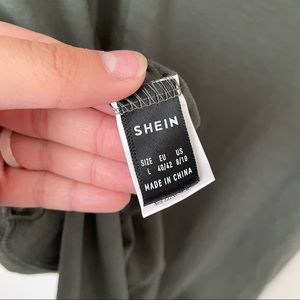 SHEIN
SIZE EU US
L 40/42 8/10
MADE IN CHINA